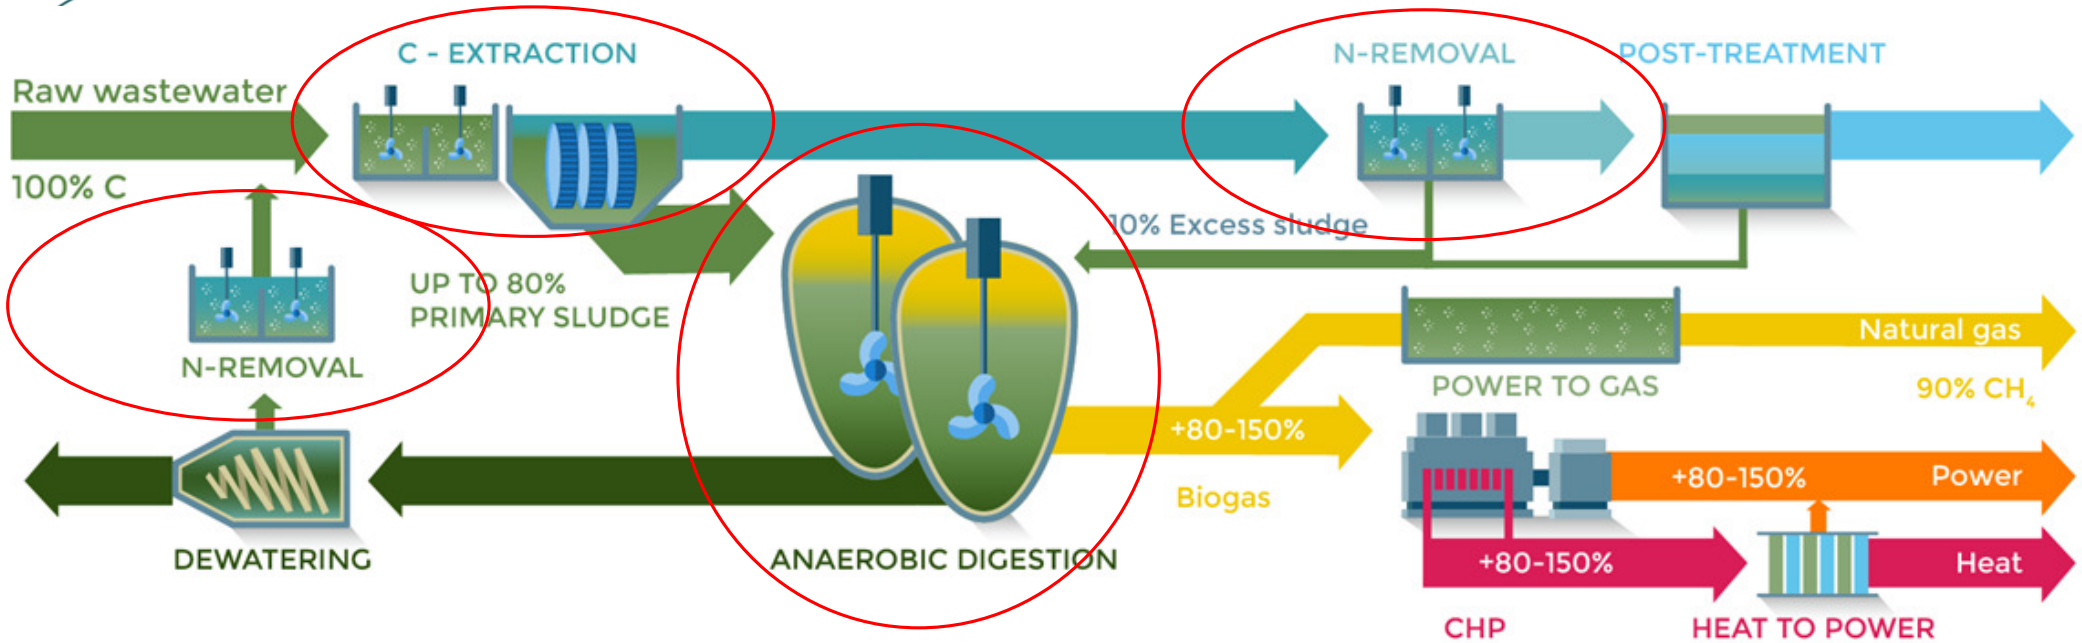 C - EXTRACTION
N-REMOVAL
POST-TREATMENT
Raw wastewater
100% C
10% Excess sludge
UP TO 80%
PRIMARY SLUDGE
N-REMOVAL
Natural gas
POWER TO GAS
90% CH₄
+80-150%
Biogas
+80-150%
Power
DEWATERING
ANAEROBIC DIGESTION
+80-150%
Heat
CHP
HEAT TO POWER